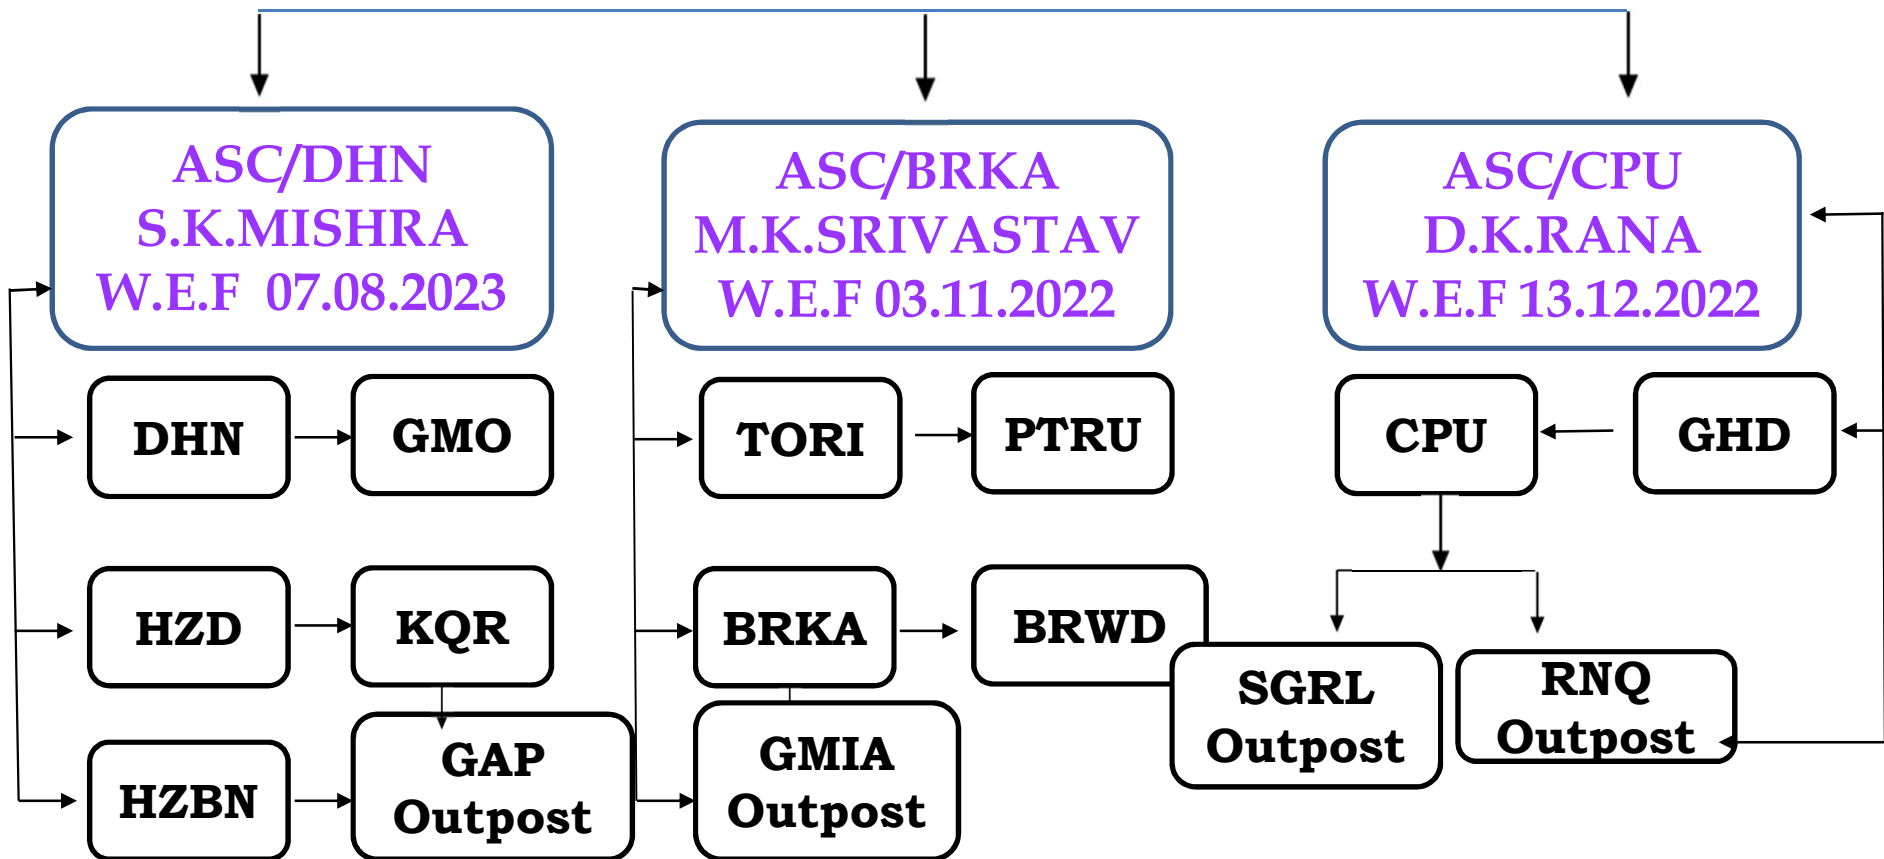 ASC/DHN
S.K.MISHRA
W.E.F 07.08.2023
ASC/BRKA
M.K.SRIVASTAV
W.E.F 03.11.2022
ASC/CPU
D.K.RANA
W.E.F 13.12.2022
DHN
GMO
TORI
PTRU
CPU
GHD
HZD
KQR
BRKA
BRWD
SGRL
Outpost
RNQ
Outpost
HZBN
GAP
Outpost
GMIA
Outpost